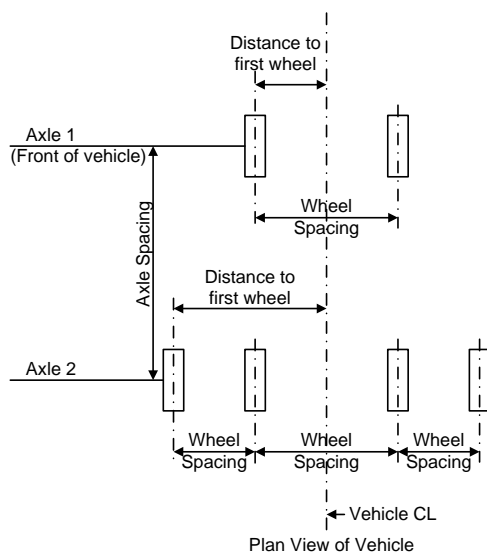 Distance to
first wheel
Axle 1
(Front of vehicle)
Wheel
Spacing
Axle Spacing
Distance to
first wheel
Axle 2
Wheel
Spacing
Wheel
Spacing
Wheel
Spacing
Vehicle CL
Plan View of Vehicle